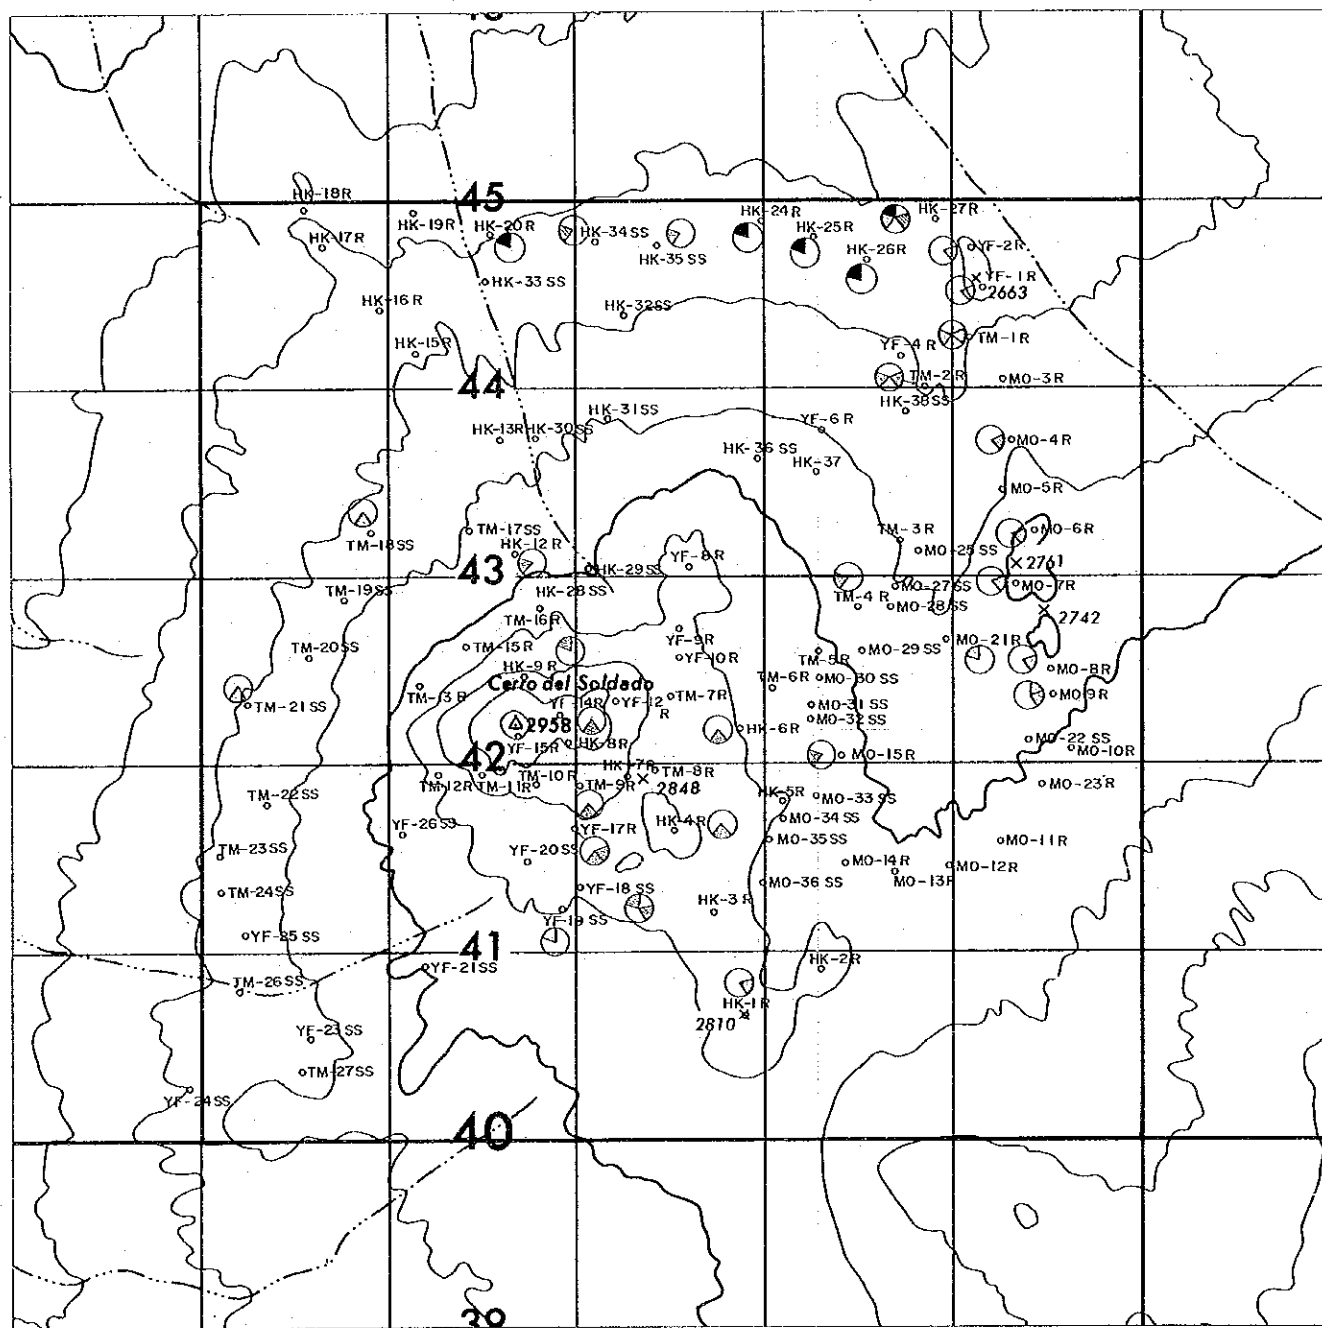 45
HK-18R
HK-19R
HK-20R
HK-34SS
HK-24R
HK-25R
HK-27R
HK-17R
HK-35 SS
HK-26R
YF-2R
YF-1R
2663
HK-33 SS
HK-16 R
HK-32SS
HK-15R
YF-4 R
TM-1R
TM-2 R
MO-3R
44
HK-38 SS
HK-31SS
HK-13R
HK-30SS
YF-6 R
MO-4R
HK-36 SS
HK-37
MO-5R
TM-17SS
TM-18SS
HK-12 R
YF-8 R
TM-3R
MO-6R
MO-25 SS
2761
43
HK-29SS
TM-19SS
HK-28 SS
TM-4 R
MO-27SS
MO-7R
MO-28 SS
2742
TM-16R
TM-15R
YF-9R
YF-10R
TM-20SS
TM-5R
MO-29 SS
MO-21R
MO-8R
HK-9 R
Cerro del Soldado
TM-13 R
TM-6R
MO-30 SS
TM-21 SS
YF-14R
YF-12 R
TM-7R
MO-31 SS
MO-9R
MO-32 SS
2958
YF-15R
HK-8R
HK-6R
MO-22 SS
MO-10R
42
MO-15R
HK-7R
TM-8R
TM-12R
TM-11R
TM-10R
TM-9R
2848
MO-23R
TM-22SS
HK-5R
MO-33 SS
YF-26SS
YF-17R
HK-4R
MO-34SS
MO-35SS
MO-11R
TM-23SS
YF-20SS
MO-14R
MO-13R
MO-12R
TM-24SS
YF-18 SS
MO-36 SS
YF-19 SS
HK-3 R
YF-25 SS
41
YF-21SS
HK-2R
TM-26SS
HK-1R
2810
YF-23SS
TM-27SS
YF-24SS
40
39